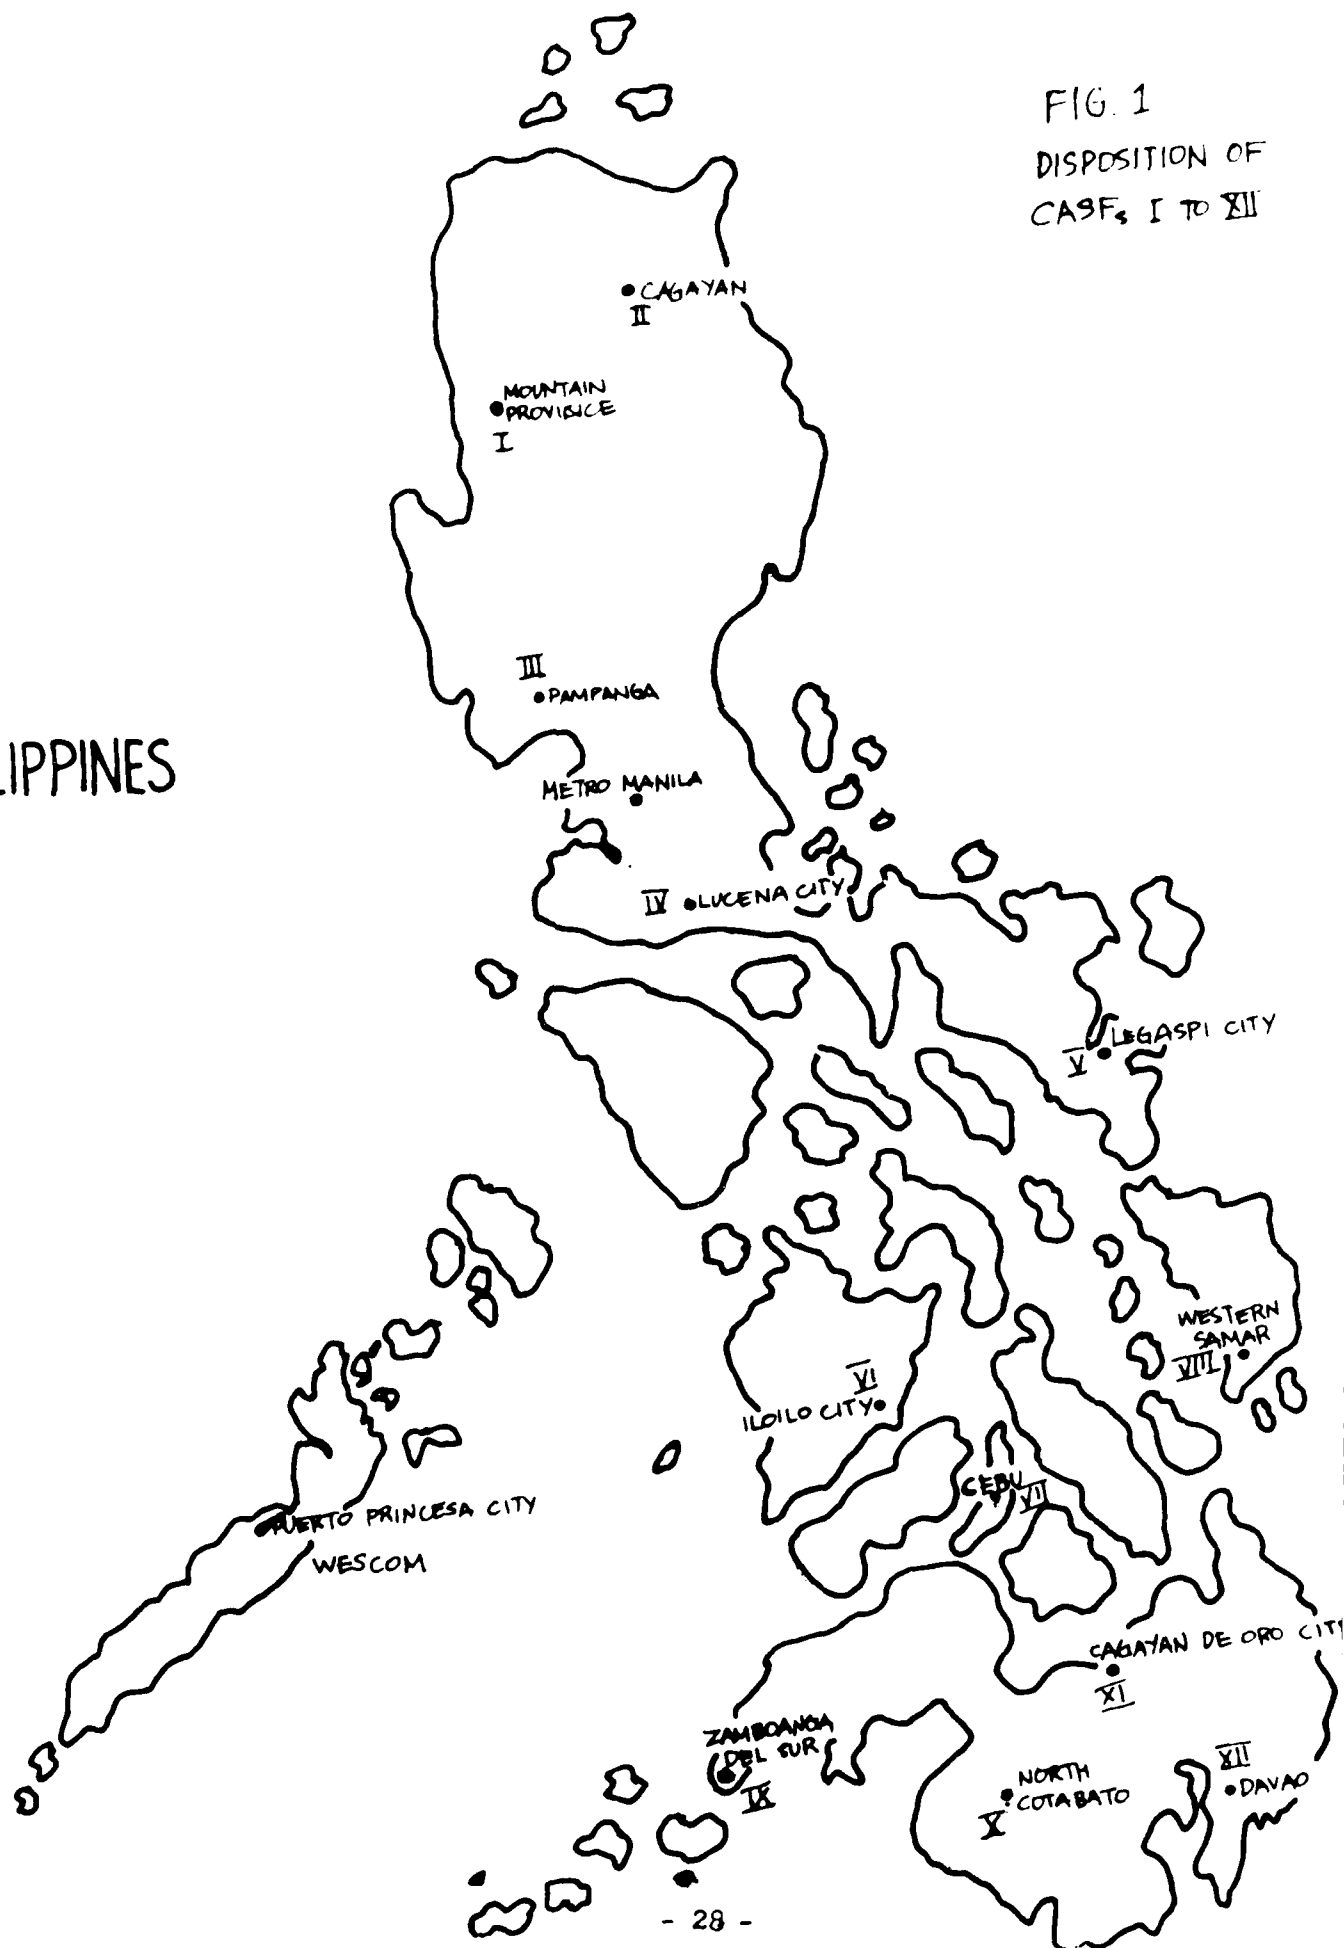 FIG. 1
DISPOSITION OF
CASFs I TO XII
CAGAYAN
II
MOUNTAIN
PROVINCE
I
III
PAMPANGA
LIPPINES
METRO MANILA
IV LUCENA CITY
LEGASPI CITY
V
WESTERN
SAMAR
VIII
VI
ILOILO CITY
CEBU
VII
PUERTO PRINCESA CITY
WESCOM
CAGAYAN DE ORO CITY
XI
ZAMBOANGA
DEL SUR
IX
NORTH
COTABATO
X
XII
DAVAO
- 28 -